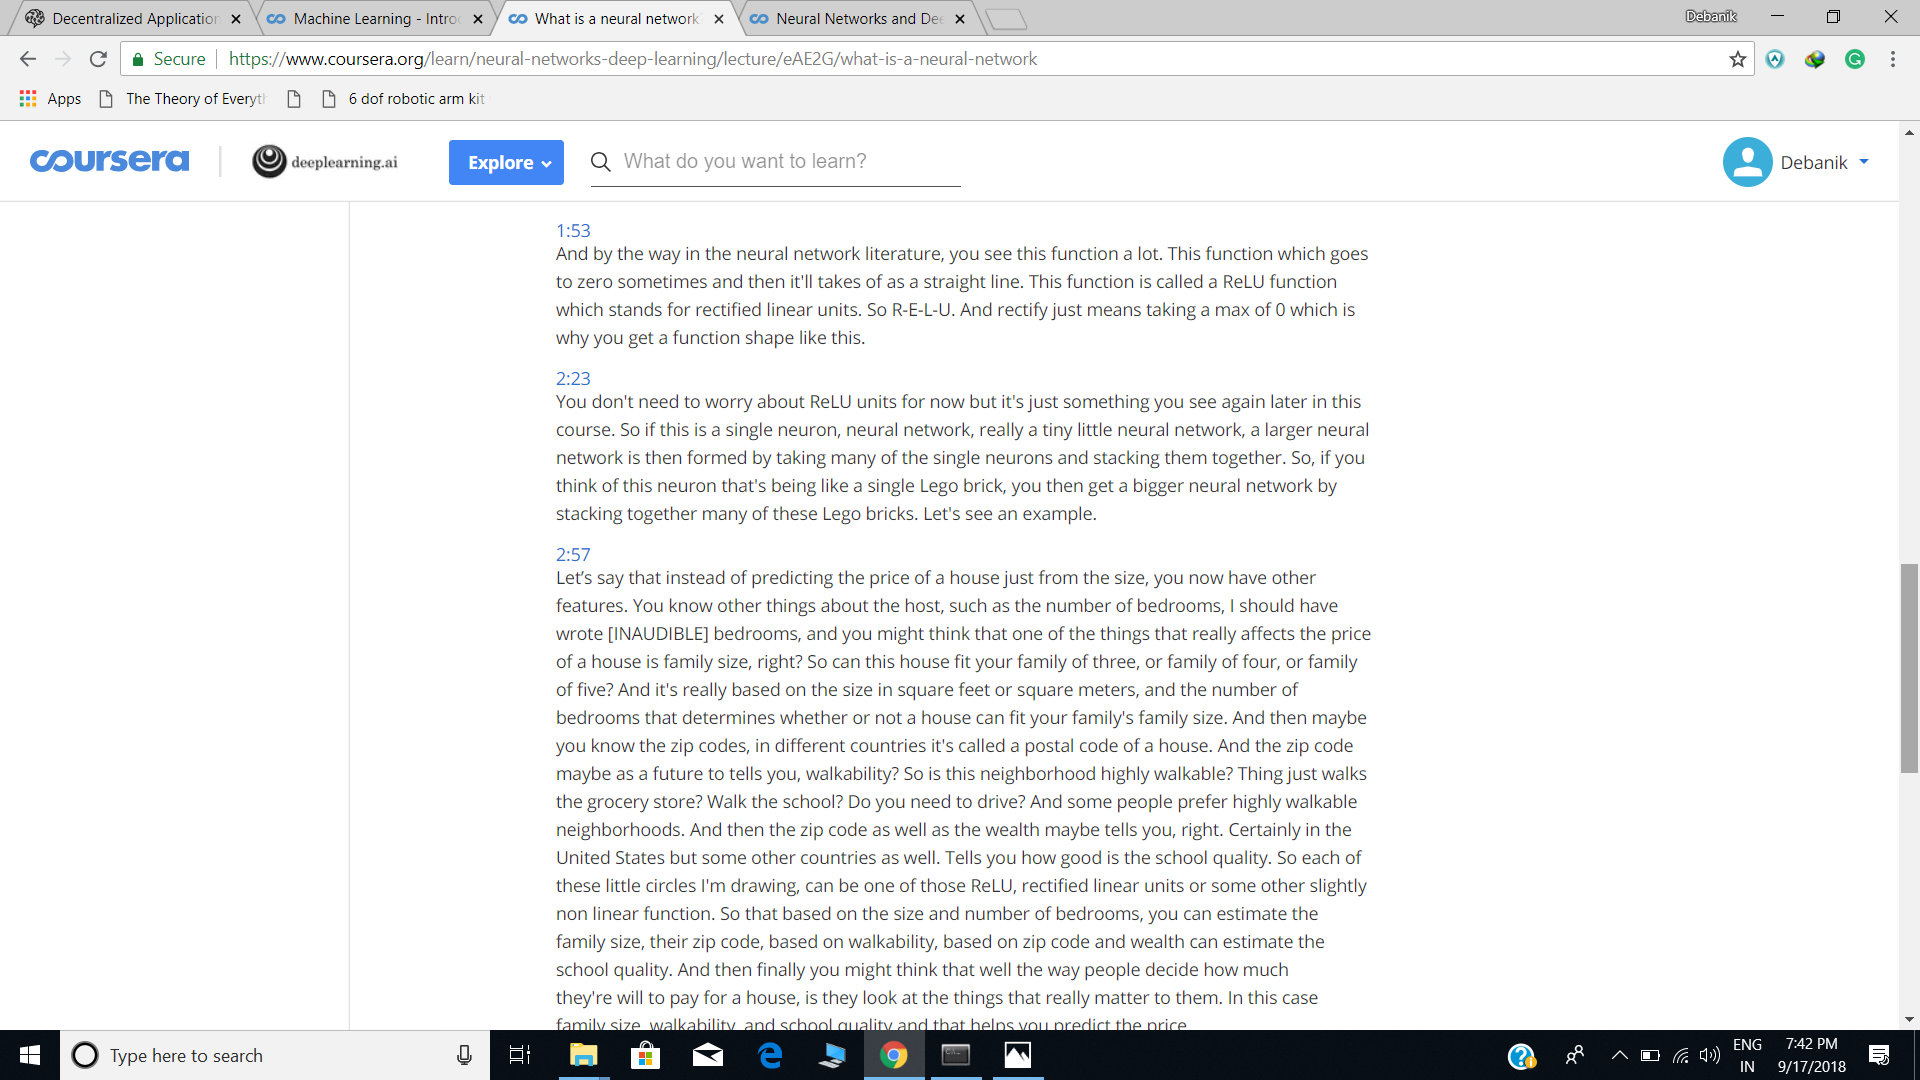 Decentralized Application
Machine Learning - Intro
What is a neural network
Neural Networks and De
Debanik
Secure
https://www.coursera.org/learn/neural-networks-deep-learning/lecture/eAE2G/what-is-a-neural-network
Apps
The Theory of Everyt
6 dof robotic arm kit
coursera
deeplearning.ai
Explore
What do you want to learn?
Debanik
1:53
And by the way in the neural network literature, you see this function a lot. This function which goes
to zero sometimes and then it'll takes of as a straight line. This function is called a ReLU function
which stands for rectified linear units. So R-E-L-U. And rectify just means taking a max of 0 which is
why you get a function shape like this.
2:23
You don't need to worry about ReLU units for now but it's just something you see again later in this
course. So if this is a single neuron, neural network, really a tiny little neural network, a larger neural
network is then formed by taking many of the single neurons and stacking them together. So, if you
think of this neuron that's being like a single Lego brick, you then get a bigger neural network by
stacking together many of these Lego bricks. Let's see an example.
2:57
Let’s say that instead of predicting the price of a house just from the size, you now have other
features. You know other things about the host, such as the number of bedrooms, I should have
wrote [INAUDIBLE] bedrooms, and you might think that one of the things that really affects the price
of a house is family size, right? So can this house fit your family of three, or family of four, or family
of five? And it's really based on the size in square feet or square meters, and the number of
bedrooms that determines whether or not a house can fit your family's family size. And then maybe
you know the zip codes, in different countries it's called a postal code of a house. And the zip code
maybe as a future to tells you, walkability? So is this neighborhood highly walkable? Thing just walks
the grocery store? Walk the school? Do you need to drive? And some people prefer highly walkable
neighborhoods. And then the zip code as well as the wealth maybe tells you, right. Certainly in the
United States but some other countries as well. Tells you how good is the school quality. So each of
these little circles I'm drawing, can be one of those ReLU, rectified linear units or some other slightly
non linear function. So that based on the size and number of bedrooms, you can estimate the
family size, their zip code, based on walkability, based on zip code and wealth can estimate the
school quality. And then finally you might think that well the way people decide how much
they're will to pay for a house, is they look at the things that really matter to them. In this case
family size, walkability, and school quality and that helps you predict the price.
Type here to search
ENG
IN
7:42 PM
9/17/2018